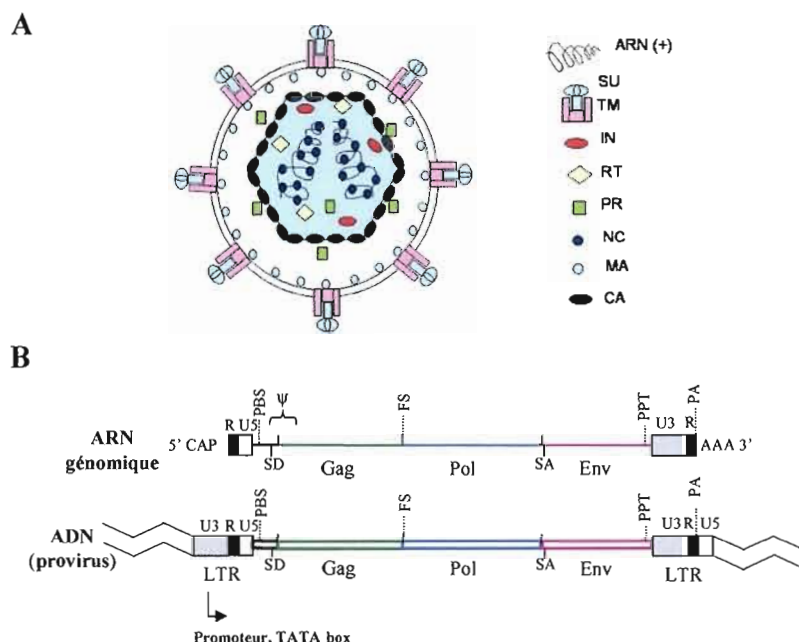 A
ARN (+)
SU
TM
IN
RT
PR
NC
MA
CA
B
ARN
génomique
5' CAP
R U5
PBS
ψ
SD
Gag
FS
Pol
SA
Env
PPT
U3
R
PA
AAA 3'
ADN
(provirus)
U3
R U5
LTR
PBS
SD
Gag
FS
Pol
SA
Env
PPT
U3 R
PA
U5
LTR
Promoteur, TATA box